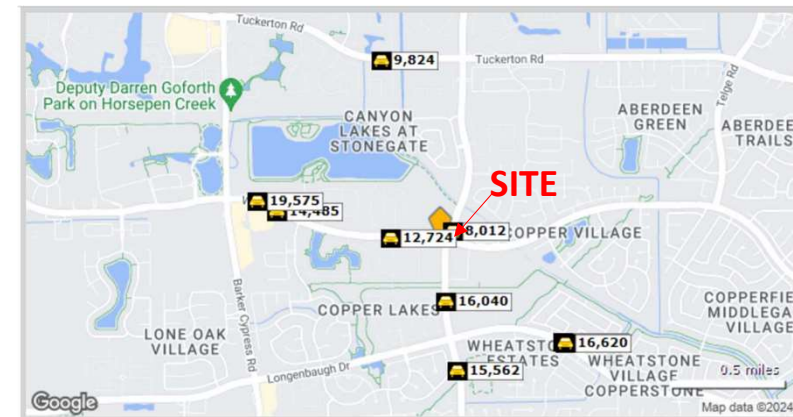 Tuckerton Rd
9,824
Tuckerton Rd
Telge Rd
Deputy Darren Goforth
Park on Horsepen Creek
CANYON
LAKES AT
STONEGATE
ABERDEEN
GREEN
ABERDEE
TRAILS
SITE
19,575
14,485
12,724
8,012
COPPER VILLAGE
16,040
COPPER LAKES
COPPERFIE
MIDDLEGA
VILLAGE
Barker Cypress Rd
LONE OAK
VILLAGE
16,620
WHEATSTO
ESTATES
WHEATSTONE
VILLAGE
COPPERSTONE
0.5 miles
15,562
Longenbaugh Dr
Google
Map data ©2024